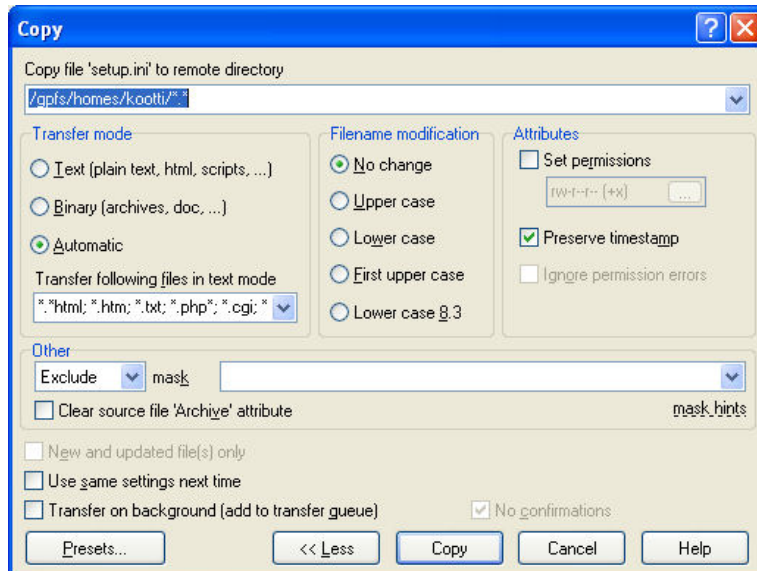 Copy
Copy file 'setup.ini' to remote directory
/gpfs/homes/kootti/*.*
Transfer mode
Text (plain text, html, scripts, ...)
Binary (archives, doc, ...)
Automatic
Transfer following files in text mode
*.*html; *.htm; *.txt; *.php*; *.cgi; *
Filename modification
No change
Upper case
Lower case
First upper case
Lower case 8.3
Attributes
Set permissions
rw-r--r-- (+x) ...
Preserve timestamp
Ignore permission errors
Other
Exclude mask
Clear source file 'Archive' attribute mask hints
New and updated file(s) only
Use same settings next time
Transfer on background (add to transfer queue) No confirmations
Presets... << Less Copy Cancel Help